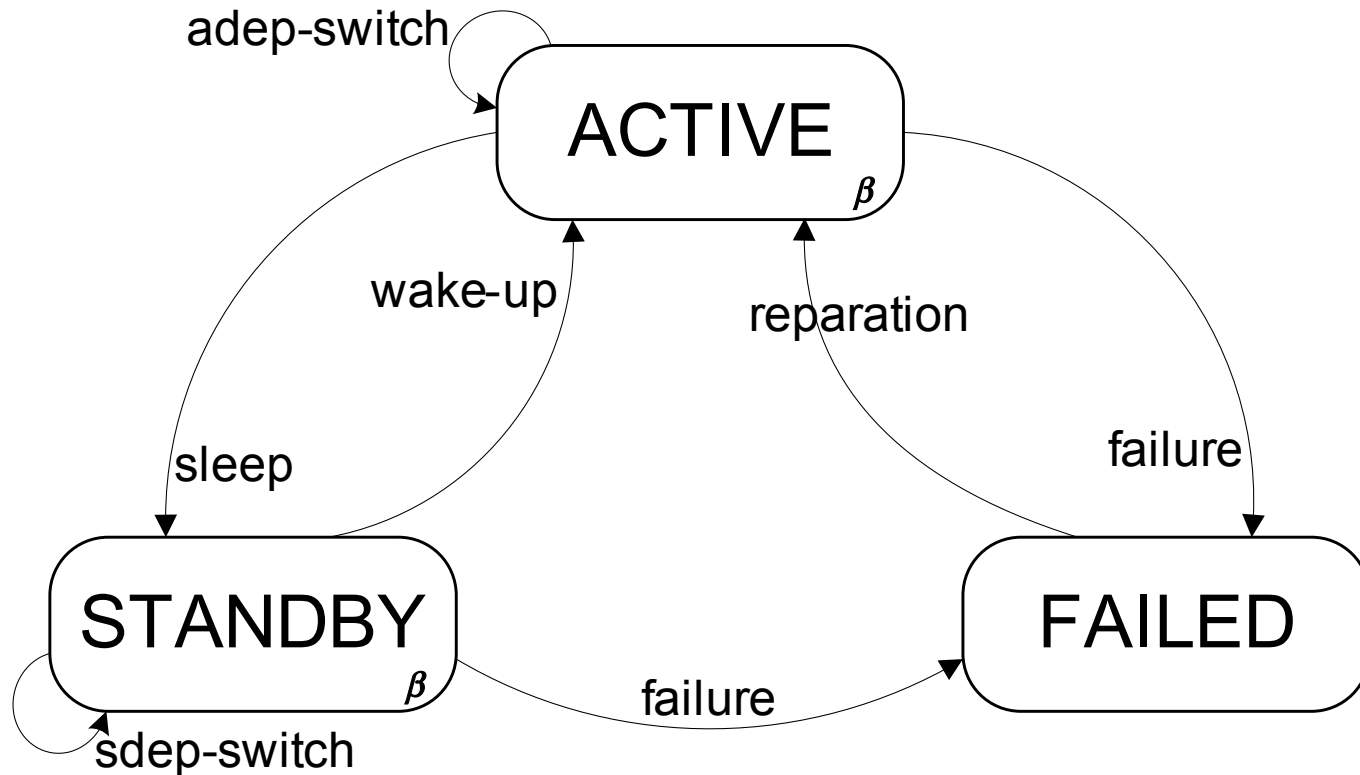 adep-switch
ACTIVE
β
wake-up
reparation
sleep
failure
STANDBY
β
FAILED
failure
sdep-switch